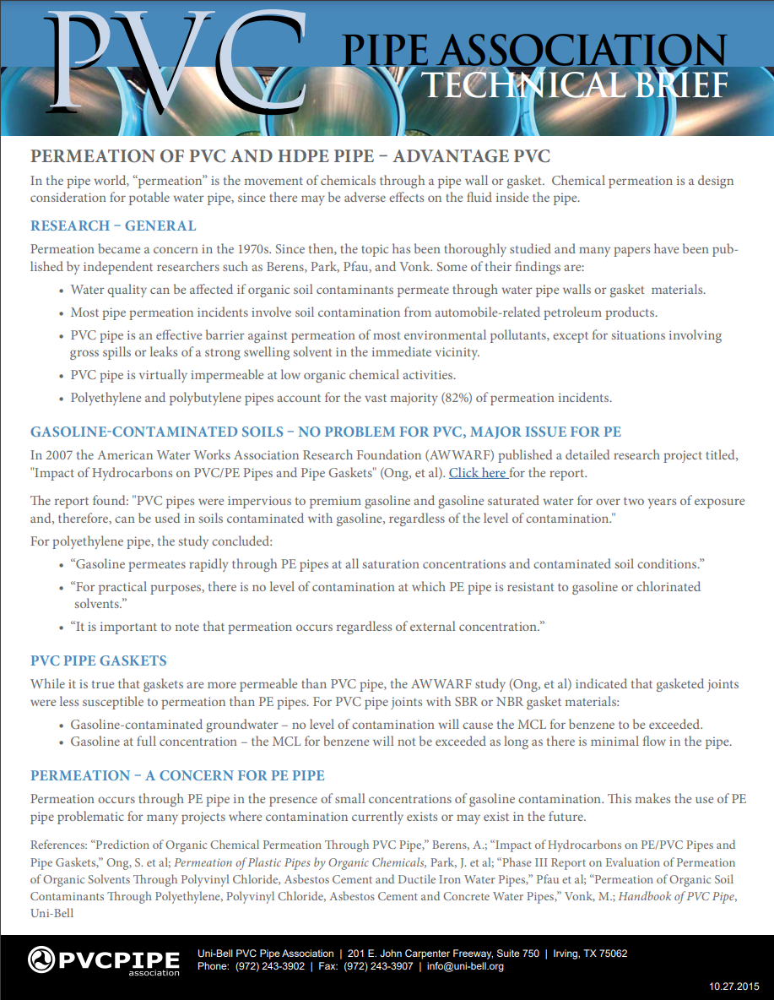 PVC
PIPE ASSOCIATION
TECHNICAL BRIEF
PERMEATION OF PVC AND HDPE PIPE – ADVANTAGE PVC
In the pipe world, “permeation” is the movement of chemicals through a pipe wall or gasket.  Chemical permeation is a design
consideration for potable water pipe, since there may be adverse effects on the fluid inside the pipe.
RESEARCH – GENERAL
Permeation became a concern in the 1970s. Since then, the topic has been thoroughly studied and many papers have been pub-
lished by independent researchers such as Berens, Park, Pfau, and Vonk. Some of their findings are:
• Water quality can be affected if organic soil contaminants permeate through water pipe walls or gasket  materials.
• Most pipe permeation incidents involve soil contamination from automobile-related petroleum products.
• PVC pipe is an effective barrier against permeation of most environmental pollutants, except for situations involving
gross spills or leaks of a strong swelling solvent in the immediate vicinity.
• PVC pipe is virtually impermeable at low organic chemical activities.
• Polyethylene and polybutylene pipes account for the vast majority (82%) of permeation incidents.
GASOLINE-CONTAMINATED SOILS – NO PROBLEM FOR PVC, MAJOR ISSUE FOR PE
In 2007 the American Water Works Association Research Foundation (AWWARF) published a detailed research project titled,
"Impact of Hydrocarbons on PVC/PE Pipes and Pipe Gaskets" (Ong, et al). Click here for the report.
The report found: "PVC pipes were impervious to premium gasoline and gasoline saturated water for over two years of exposure
and, therefore, can be used in soils contaminated with gasoline, regardless of the level of contamination."
For polyethylene pipe, the study concluded:
• “Gasoline permeates rapidly through PE pipes at all saturation concentrations and contaminated soil conditions.”
• “For practical purposes, there is no level of contamination at which PE pipe is resistant to gasoline or chlorinated
solvents.”
• “It is important to note that permeation occurs regardless of external concentration.”
PVC PIPE GASKETS
While it is true that gaskets are more permeable than PVC pipe, the AWWARF study (Ong, et al) indicated that gasketed joints
were less susceptible to permeation than PE pipes. For PVC pipe joints with SBR or NBR gasket materials:
• Gasoline-contaminated groundwater – no level of contamination will cause the MCL for benzene to be exceeded.
• Gasoline at full concentration – the MCL for benzene will not be exceeded as long as there is minimal flow in the pipe.
PERMEATION – A CONCERN FOR PE PIPE
Permeation occurs through PE pipe in the presence of small concentrations of gasoline contamination. This makes the use of PE
pipe problematic for many projects where contamination currently exists or may exist in the future.
References: “Prediction of Organic Chemical Permeation Through PVC Pipe,” Berens, A.; “Impact of Hydrocarbons on PE/PVC Pipes and
Pipe Gaskets,” Ong, S. et al; Permeation of Plastic Pipes by Organic Chemicals, Park, J. et al; “Phase III Report on Evaluation of Permeation
of Organic Solvents Through Polyvinyl Chloride, Asbestos Cement and Ductile Iron Water Pipes,” Pfau et al; “Permeation of Organic Soil
Contaminants Through Polyethylene, Polyvinyl Chloride, Asbestos Cement and Concrete Water Pipes,” Vonk, M.; Handbook of PVC Pipe,
Uni-Bell
PVCPIPE
association
Uni-Bell PVC Pipe Association | 201 E. John Carpenter Freeway, Suite 750 | Irving, TX 75062
Phone: (972) 243-3902 | Fax: (972) 243-3907 | info@uni-bell.org
10.27.2015